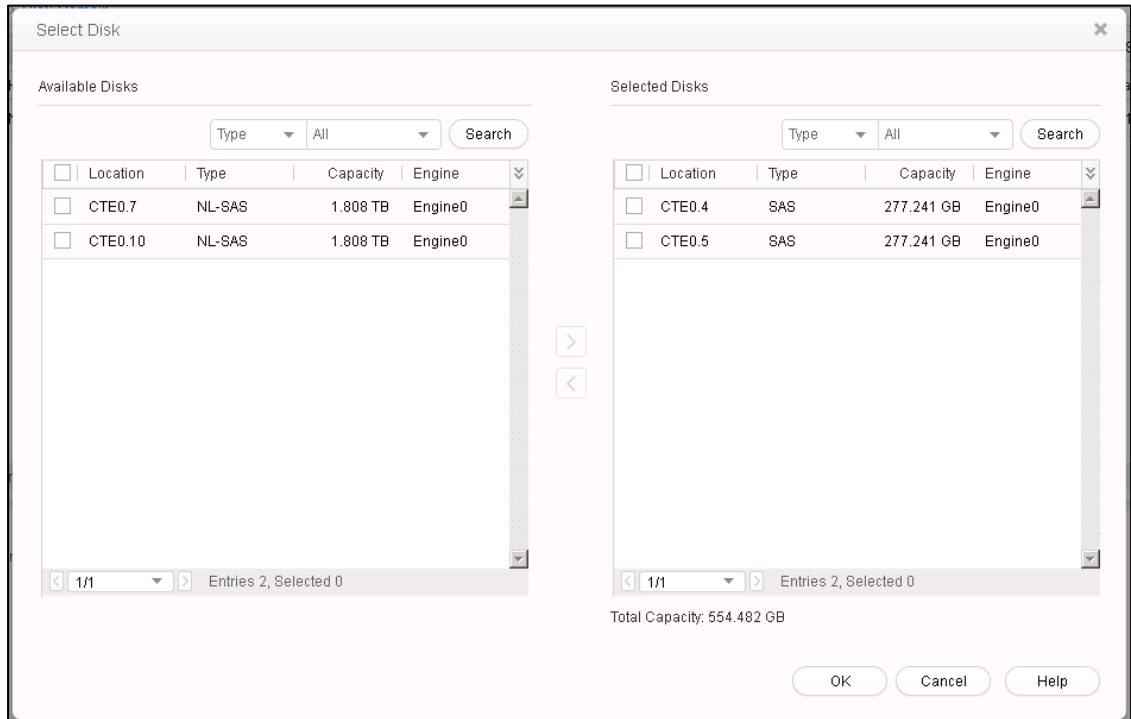 Select Disk
Available Disks
Type All Search
Location Type Capacity Engine
CTE0.7 NL-SAS 1.808 TB Engine0
CTE0.10 NL-SAS 1.808 TB Engine0
1/1 Entries 2, Selected 0
Selected Disks
Type All Search
Location Type Capacity Engine
CTE0.4 SAS 277.241 GB Engine0
CTE0.5 SAS 277.241 GB Engine0
1/1 Entries 2, Selected 0
Total Capacity: 554.482 GB
OK Cancel Help